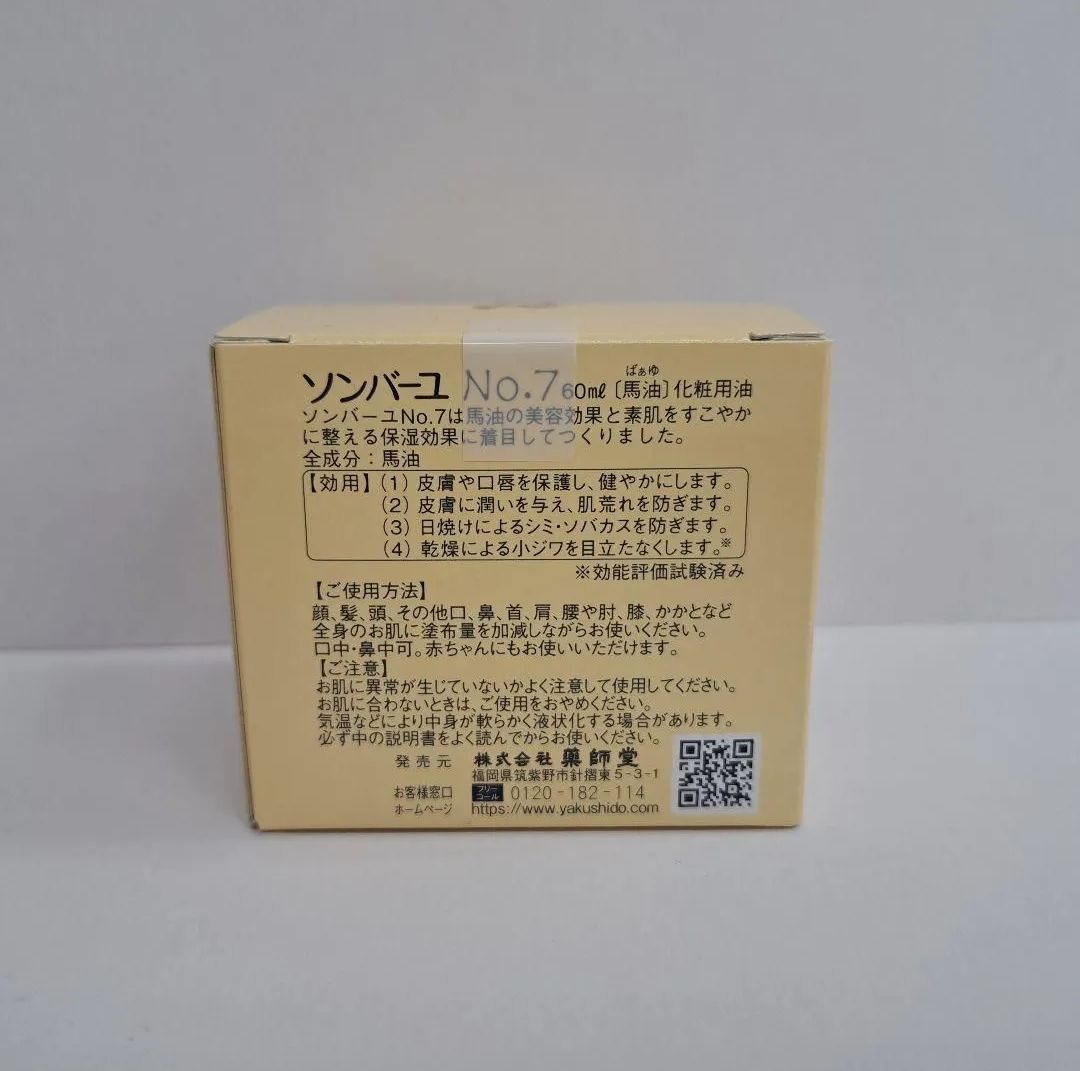 ばぁゆ
ソンバーユ No.7 60ml〔馬油〕化粧用油
ソンバーユNo.7は馬油の美容効果と素肌をすこやか
に整える保湿効果に着目してつくりました。
全成分：馬油
【効用】（1）皮膚や口唇を保護し、健やかにします。
（2）皮膚に潤いを与え、肌荒れを防ぎます。
（3）日焼けによるシミ・ソバカスを防ぎます。
（4）乾燥による小ジワを目立たなくします。※
※効能評価試験済み
【ご使用方法】
顔、髪、頭、その他口、鼻、首、肩、腰や肘、膝、かかとなど
全身のお肌に塗布量を加減しながらお使いください。
口中・鼻中可。赤ちゃんにもお使いいただけます。
【ご注意】
お肌に異常が生じていないかよく注意して使用してください。
お肌に合わないときは、ご使用をおやめください。
気温などにより中身が軟らかく液状化する場合があります。
必ず中の説明書をよく読んでからお使いください。
発売元 株式会社 薬師堂
福岡県筑紫野市針摺東5-3-1
お客様窓口 フリーコール 0120-182-114
ホームページ https://www.yakushido.com